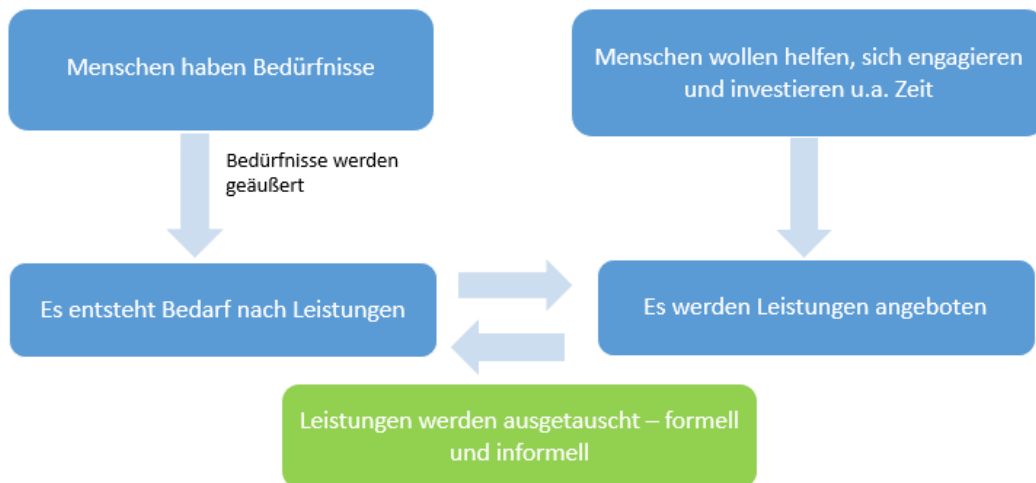 Menschen haben Bedürfnisse
Menschen wollen helfen, sich engagieren
und investieren u.a. Zeit
Bedürfnisse werden
geäußert
Es entsteht Bedarf nach Leistungen
Es werden Leistungen angeboten
Leistungen werden ausgetauscht – formell
und informell